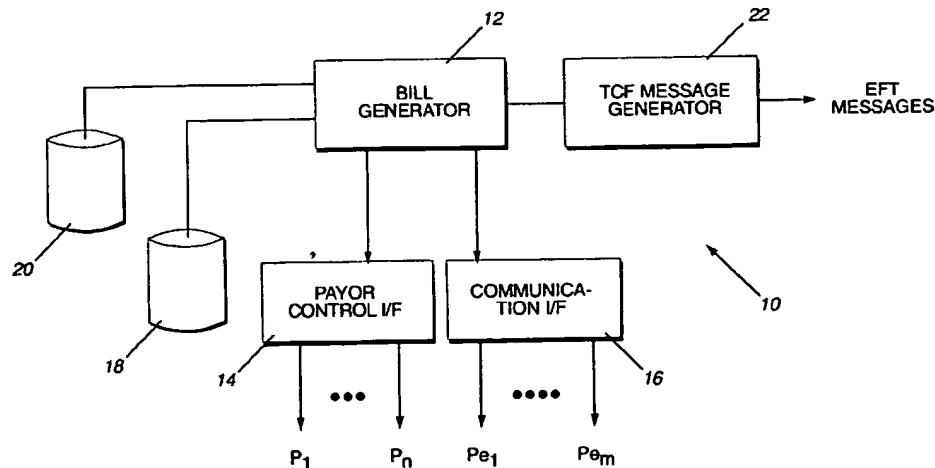 12
22
BILL
GENERATOR
TCF MESSAGE
GENERATOR
EFT
MESSAGES
20
18
PAYOR
CONTROL I/F
COMMUNICA-
TION I/F
10
14
16
P1
Pn
Pe1
Pem